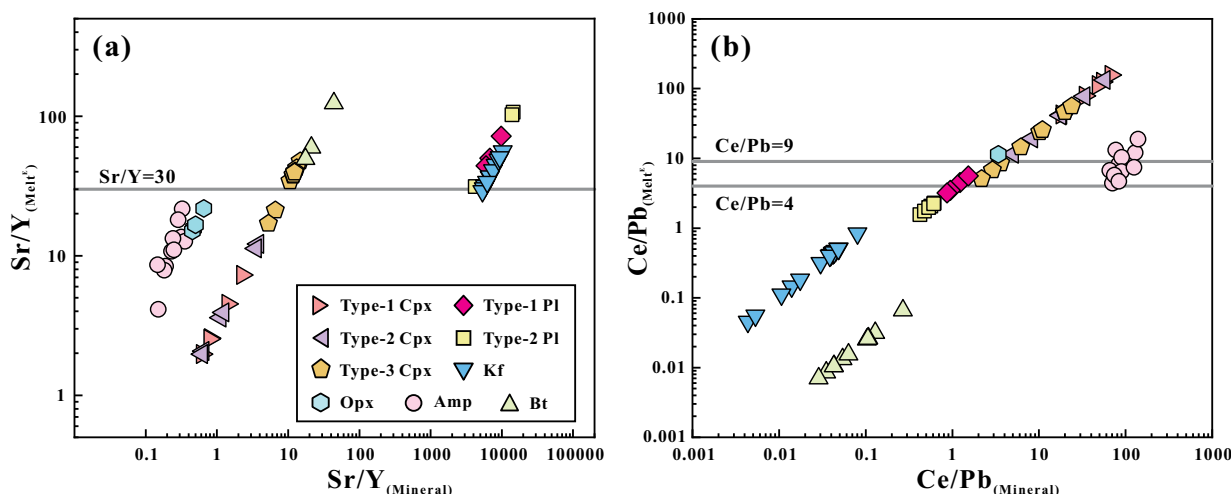 (a)
Sr/Y(Meltᴱ)
100
10
1
Sr/Y=30
Type-1 Cpx
Type-1 Pl
Type-2 Cpx
Type-2 Pl
Type-3 Cpx
Kf
Opx
Amp
Bt
0.1 1 10 100 1000 10000 100000
Sr/Y(Mineral)
(b)
Ce/Pb(Meltᴱ)
1000
100
10
1
0.1
0.01
0.001
Ce/Pb=9
Ce/Pb=4
0.001 0.01 0.1 1 10 100 1000
Ce/Pb(Mineral)